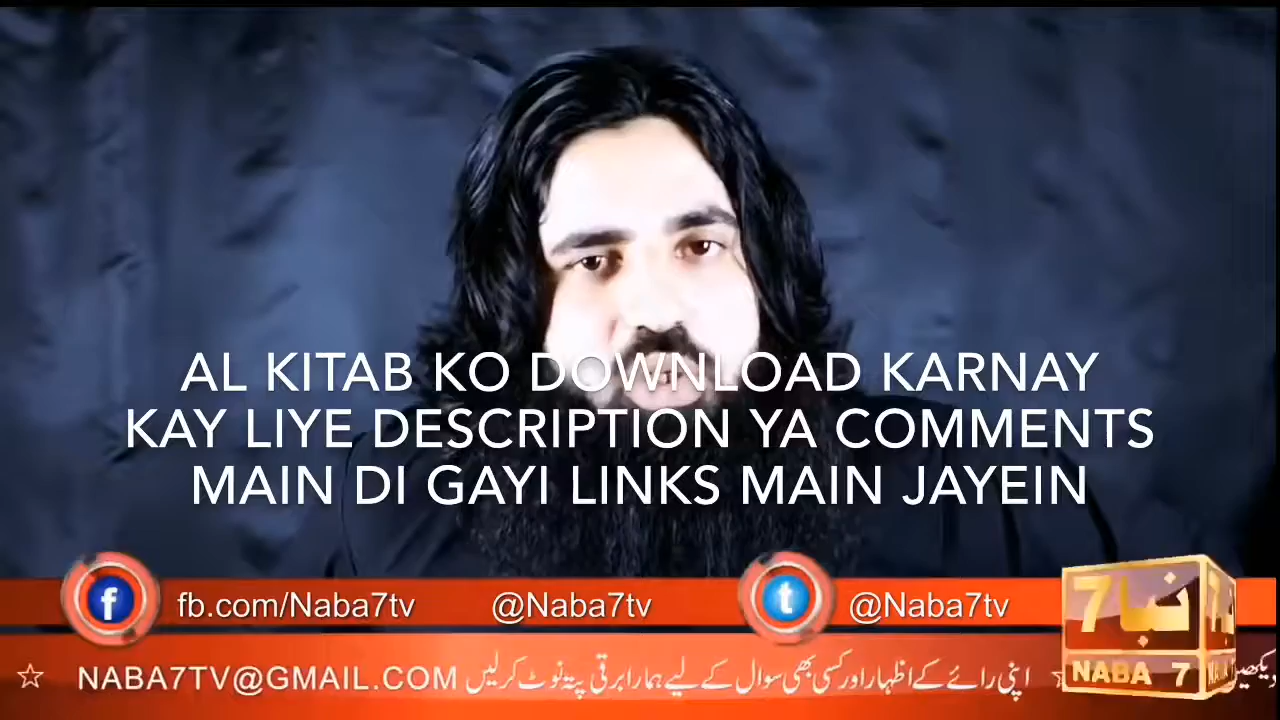 AL KITAB KO DOWNLOAD KARNAY
KAY LIYE DESCRIPTION YA COMMENTS
MAIN DI GAYI LINKS MAIN JAYEIN
f fb.com/Naba7tv @Naba7tv t @Naba7tv
نبا 7
NABA 7
اپنی رائے کے اظہار اور کسی بھی سوال کے لیے ہمارا برقی پتہ نوٹ کرلیں NABA7TV@GMAIL.COM